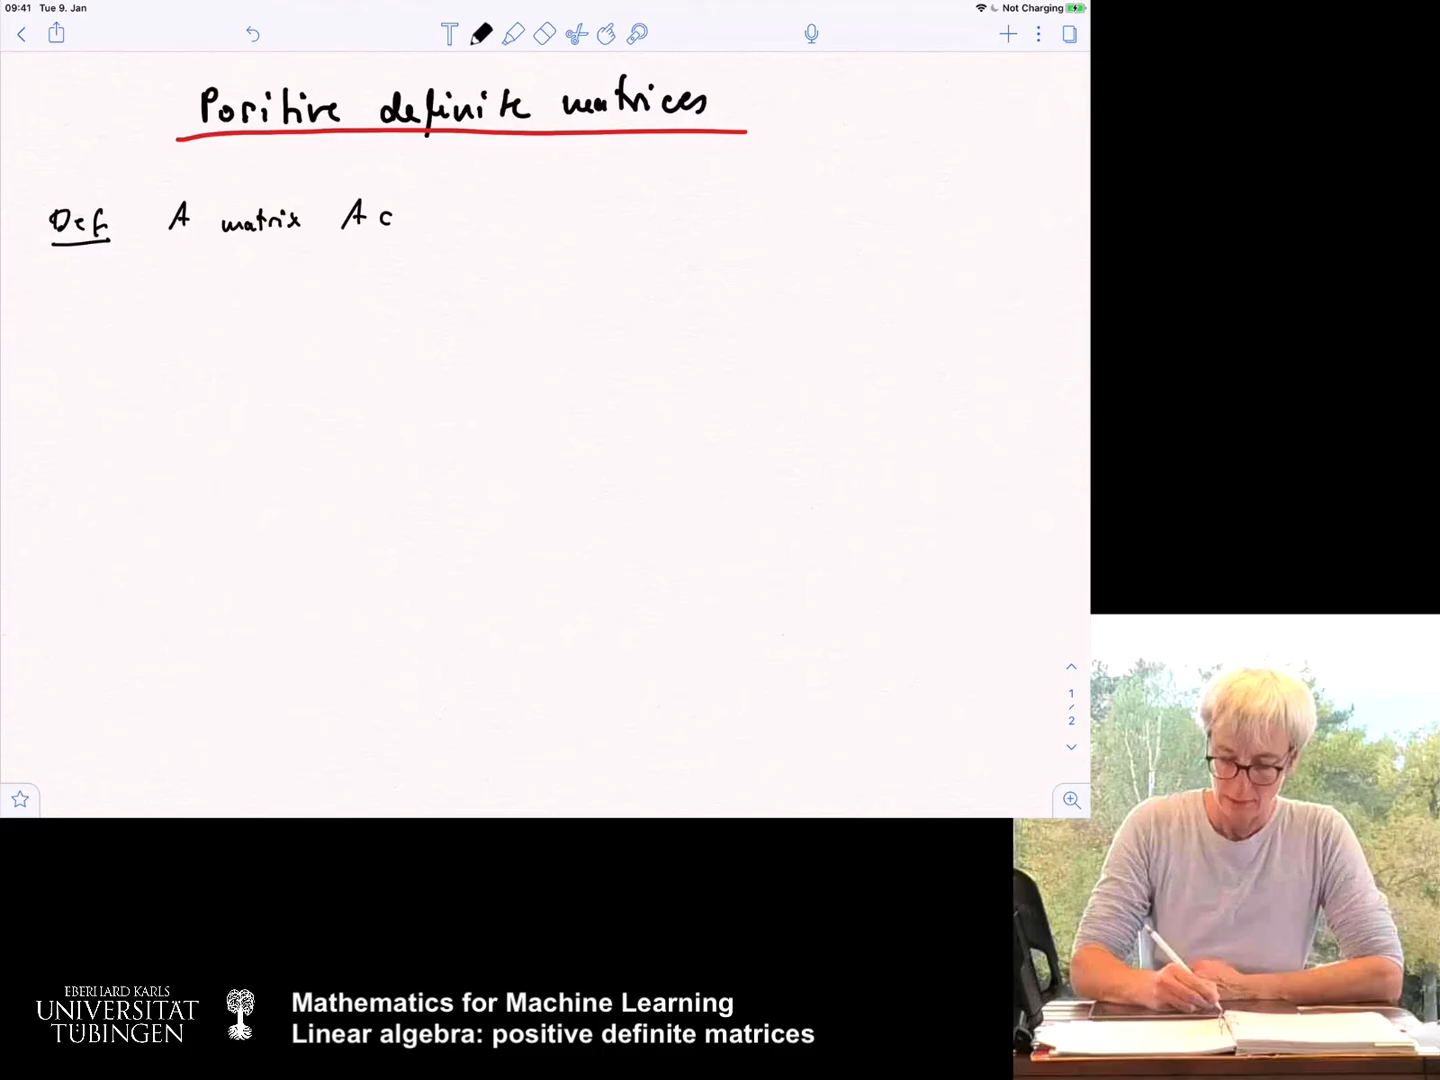 09:41 Tue 9. Jan Not Charging
Positive definite matrices
Def A matrix A c
1
/
2
EBERHARD KARLS
UNIVERSITÄT
TÜBINGEN
Mathematics for Machine Learning
Linear algebra: positive definite matrices